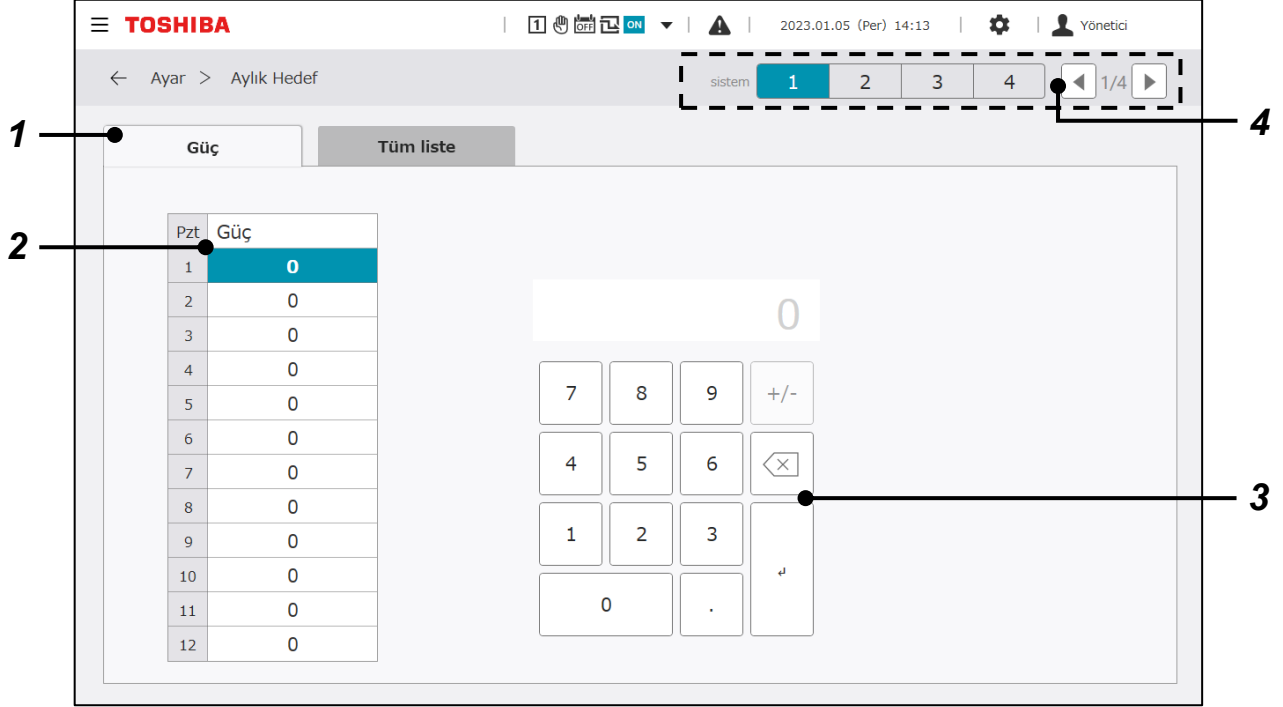 TOSHIBA | 1 OFF ON | | 2023.01.05 (Per) 14:13 | | Yönetici
Ayar > Aylık Hedef
sistem 1 2 3 4 1/4
1
4
Güç Tüm liste
2
Pzt Güç
1 0
2 0
3 0
4 0
5 0
6 0
7 0
8 0
9 0
10 0
11 0
12 0
0
7 8 9 +/-
4 5 6
1 2 3
0 .
3